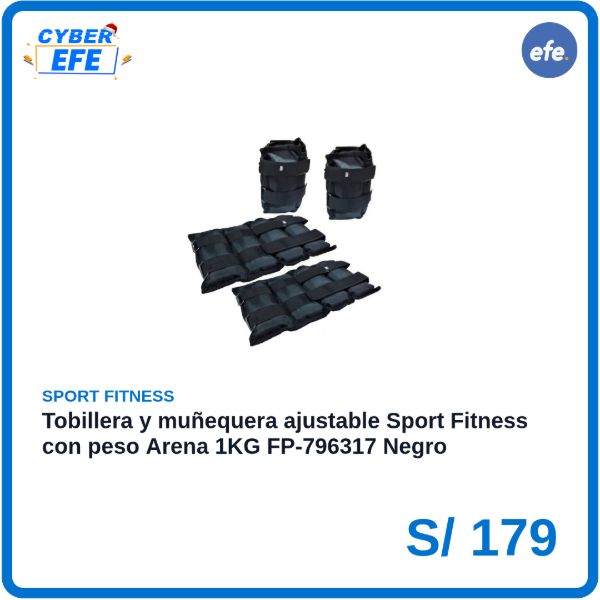 CYBER
EFE
efe.
SPORT FITNESS
Tobillera y muñequera ajustable Sport Fitness
con peso Arena 1KG FP-796317 Negro
S/ 179